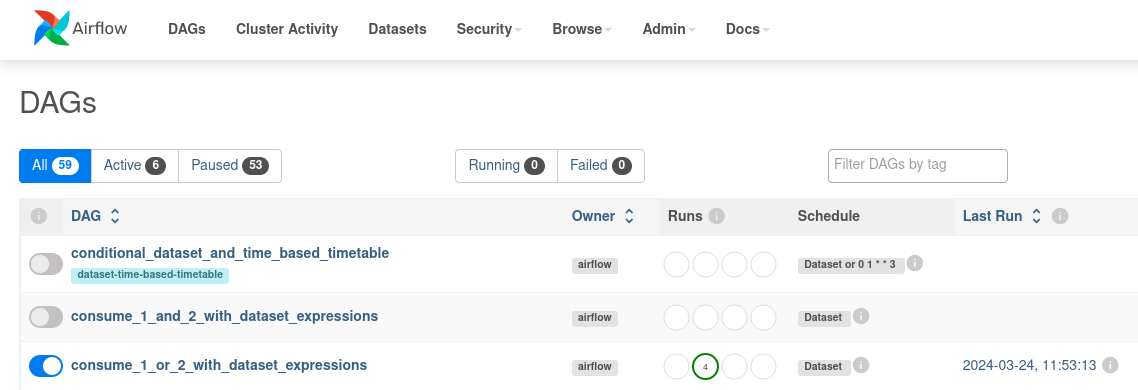 Airflow DAGs Cluster Activity Datasets Security Browse Admin Docs
DAGs
All 59 Active 6 Paused 53 Running 0 Failed 0 Filter DAGs by tag
i DAG Owner Runs i Schedule Last Run i
conditional_dataset_and_time_based_timetable airflow Dataset or 0 1 * * 3 i
dataset-time-based-timetable
consume_1_and_2_with_dataset_expressions airflow Dataset i
consume_1_or_2_with_dataset_expressions airflow 4 Dataset i 2024-03-24, 11:53:13 i